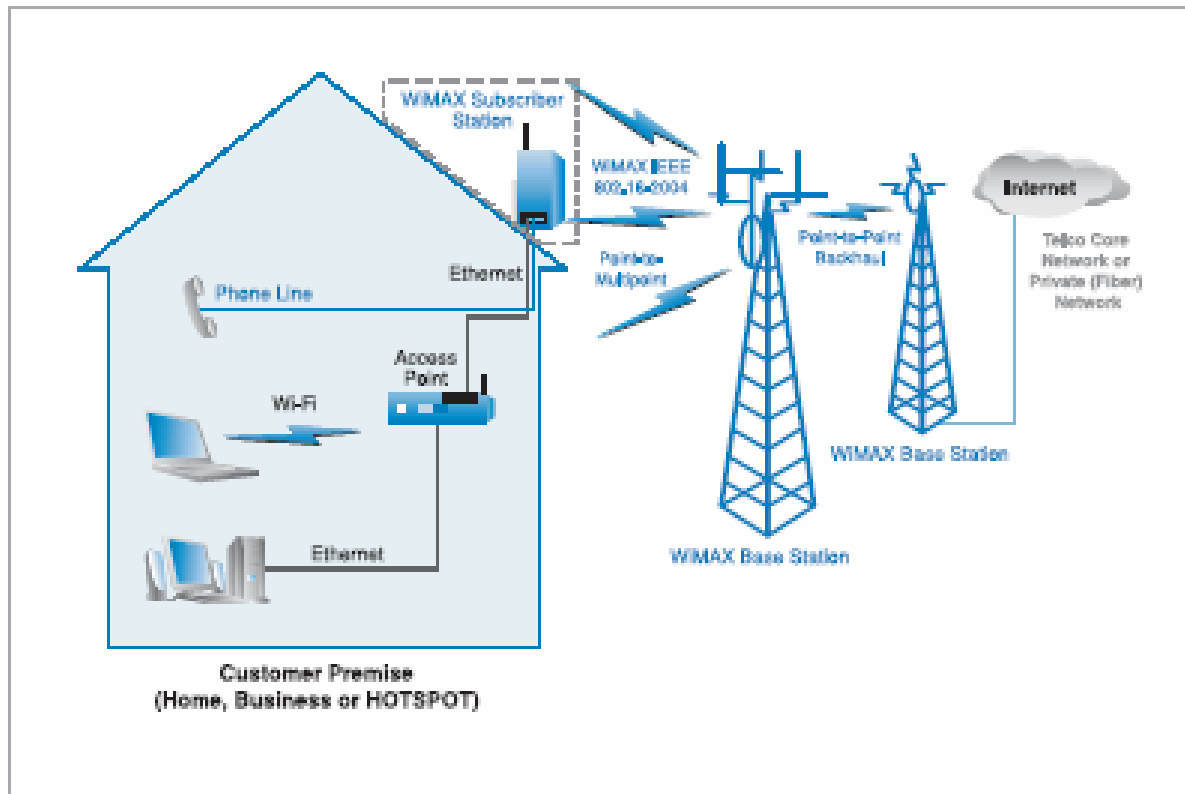 WiMAX Subscriber
Station
WiMAX IEEE
802.16-2004
Internet
Point-to-Point
Backhaul
Telco Core
Network or
Private (Fiber)
Network
Point-to-
Multipoint
Ethernet
Phone Line
Access
Point
Wi-Fi
WiMAX Base Station
Ethernet
WiMAX Base Station
Customer Premise
(Home, Business or HOTSPOT)